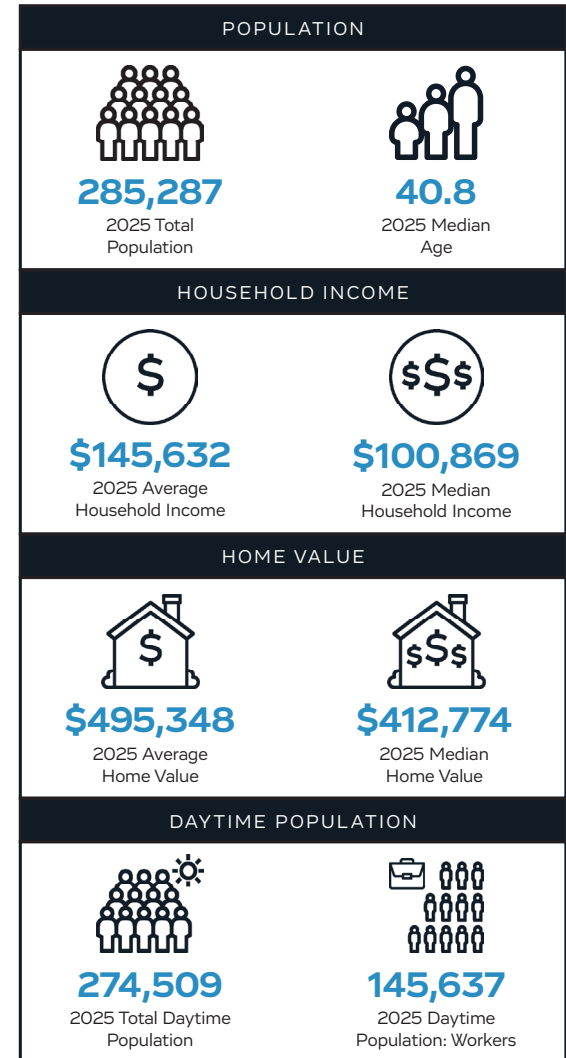 POPULATION
285,287
2025 Total
Population
40.8
2025 Median
Age
HOUSEHOLD INCOME
$
$145,632
2025 Average
Household Income
$$$
$100,869
2025 Median
Household Income
HOME VALUE
$
$495,348
2025 Average
Home Value
$$$
$412,774
2025 Median
Home Value
DAYTIME POPULATION
274,509
2025 Total Daytime
Population
145,637
2025 Daytime
Population: Workers